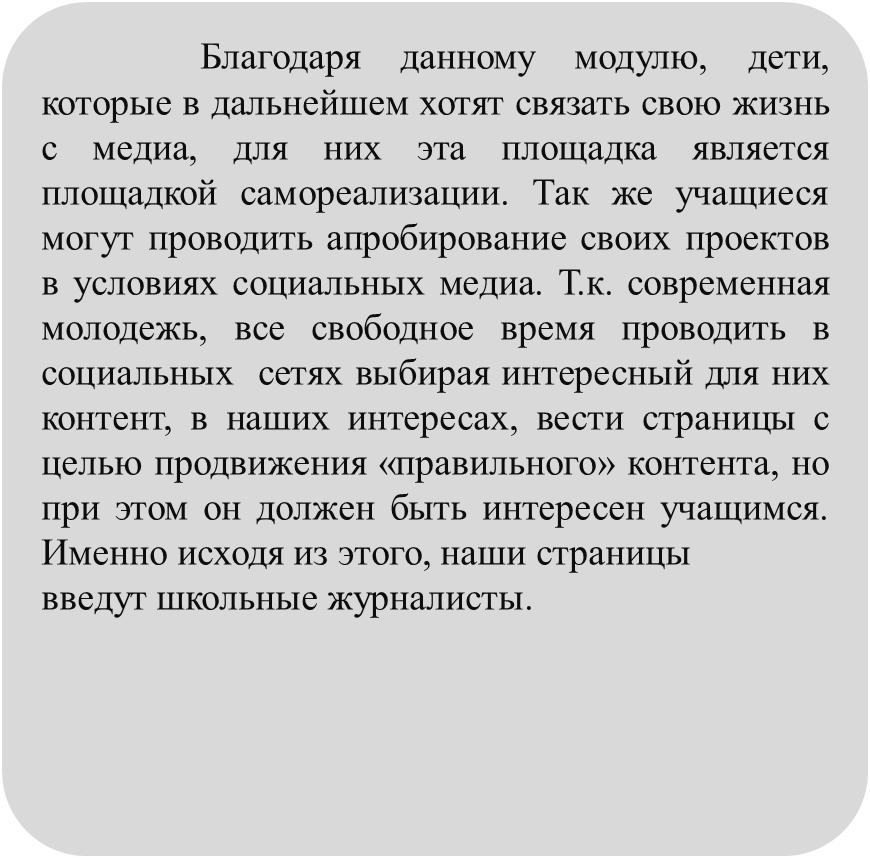 Благодаря данному модулю, дети,
которые в дальнейшем хотят связать свою жизнь
с медиа, для них эта площадка является
площадкой самореализации. Так же учащиеся
могут проводить апробирование своих проектов
в условиях социальных медиа. Т.к. современная
молодежь, все свободное время проводить в
социальных сетях выбирая интересный для них
контент, в наших интересах, вести страницы с
целью продвижения «правильного» контента, но
при этом он должен быть интересен учащимся.
Именно исходя из этого, наши страницы
введут школьные журналисты.